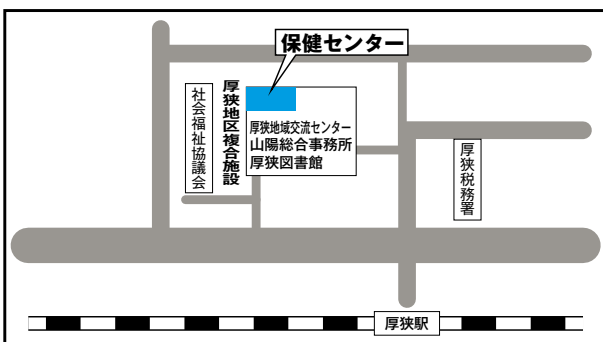 保健センター
社会福祉協議会
厚狭地区複合施設
厚狭地域交流センター
山陽総合事務所
厚狭図書館
厚狭税務署
厚狭駅